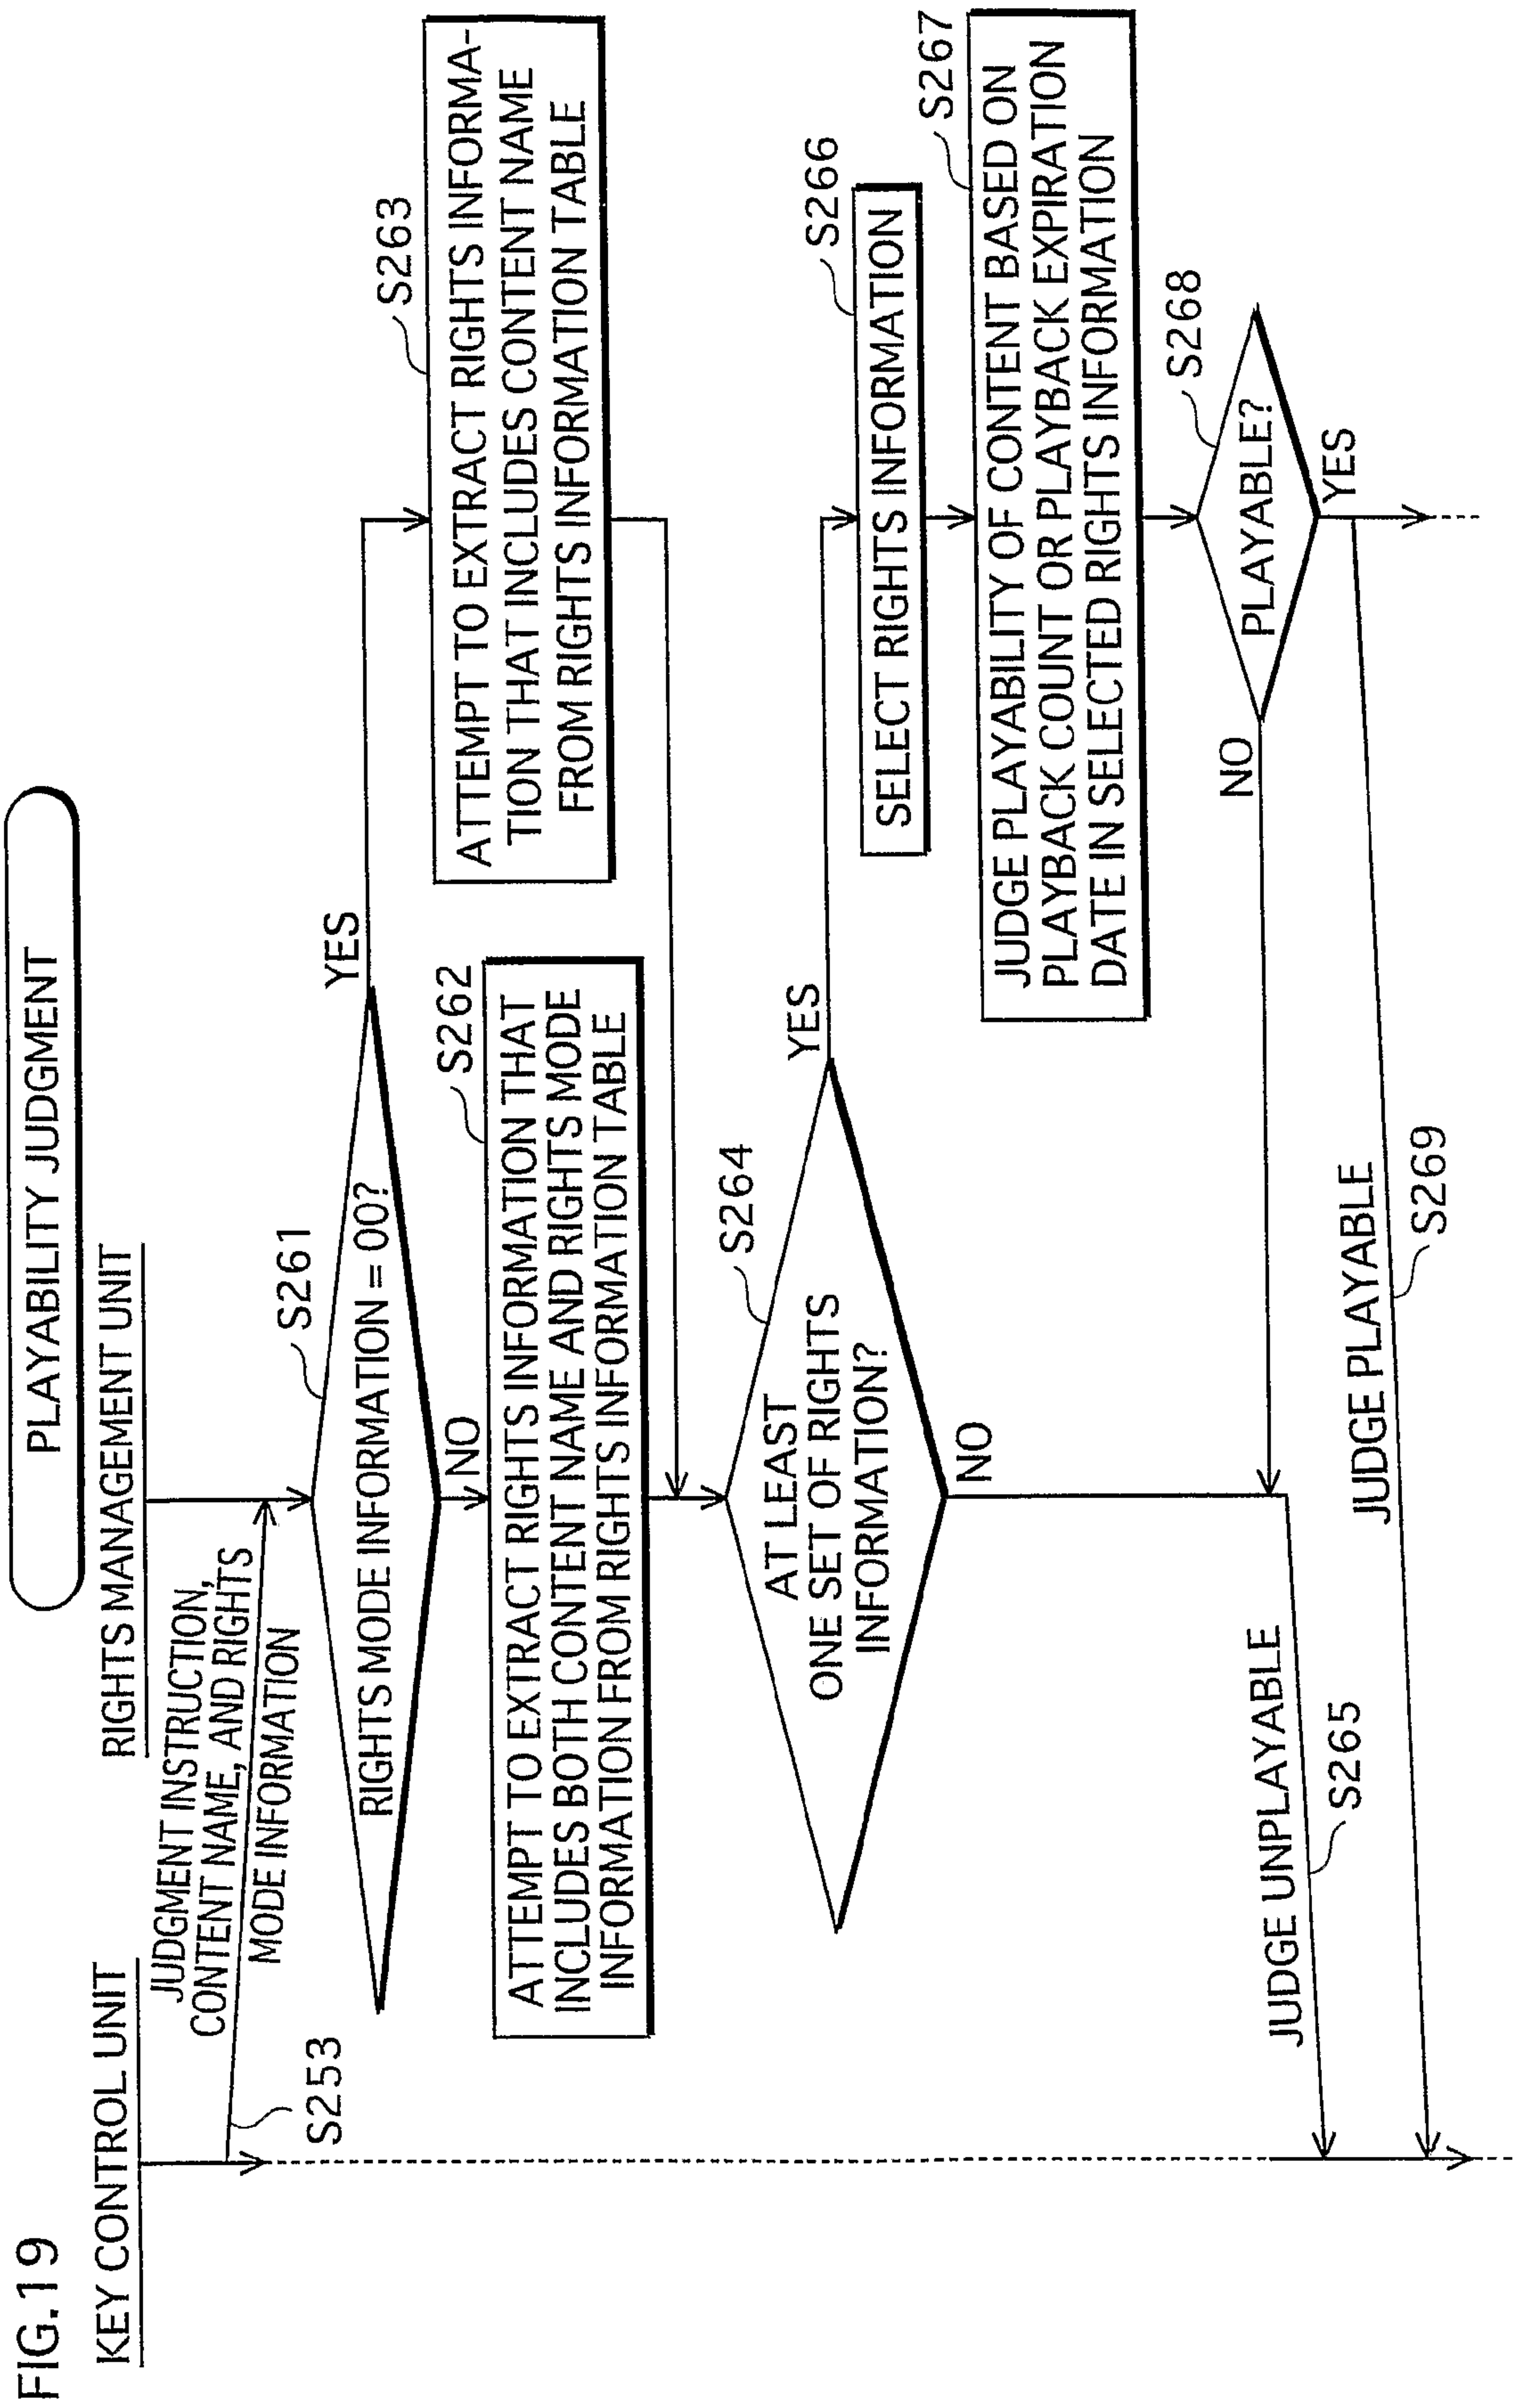 FIG.19
PLAYABILITY JUDGMENT
KEY CONTROL UNIT
RIGHTS MANAGEMENT UNIT
JUDGMENT INSTRUCTION,
CONTENT NAME, AND RIGHTS
MODE INFORMATION
S253
S261
RIGHTS MODE INFORMATION = 00?
YES
NO
S262
ATTEMPT TO EXTRACT RIGHTS INFORMATION THAT
INCLUDES BOTH CONTENT NAME AND RIGHTS MODE
INFORMATION FROM RIGHTS INFORMATION TABLE
S263
ATTEMPT TO EXTRACT RIGHTS INFORMA-
TION THAT INCLUDES CONTENT NAME
FROM RIGHTS INFORMATION TABLE
S264
AT LEAST
ONE SET OF RIGHTS
INFORMATION?
YES
NO
S266
SELECT RIGHTS INFORMATION
S267
JUDGE PLAYABILITY OF CONTENT BASED ON
PLAYBACK COUNT OR PLAYBACK EXPIRATION
DATE IN SELECTED RIGHTS INFORMATION
S268
PLAYABLE?
NO
YES
JUDGE UNPLAYABLE
S265
JUDGE PLAYABLE
S269